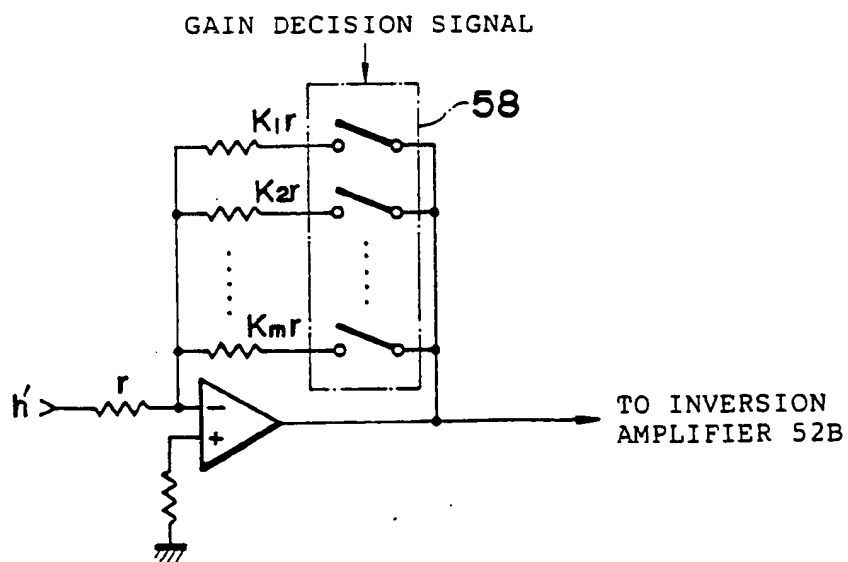 GAIN DECISION SIGNAL
58
K1r
K2r
Kmr
r
h'
−
+
TO INVERSION
AMPLIFIER 52B